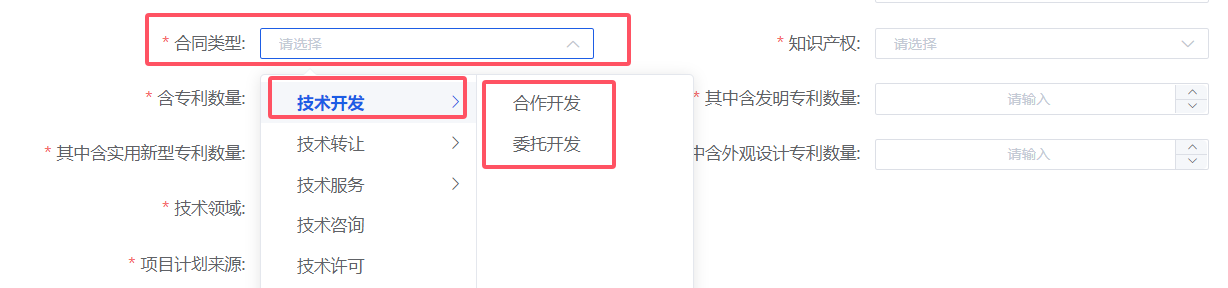 * 合同类型: 请选择 * 知识产权: 请选择
* 含专利数量: 技术开发 合作开发 * 其中含发明专利数量: 请输入
* 其中含实用新型专利数量: 技术转让 委托开发 中含外观设计专利数量: 请输入
技术服务
* 技术领域:
技术咨询
* 项目计划来源: 技术许可